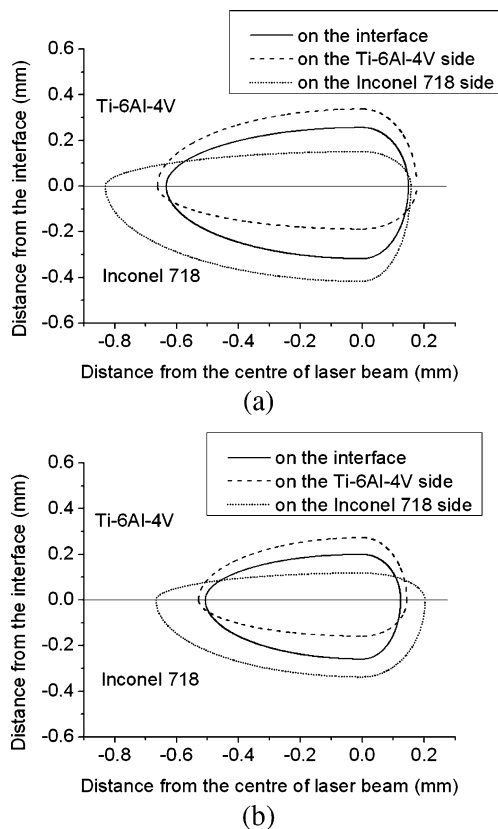 on the interface
on the Ti-6Al-4V side
on the Inconel 718 side
Distance from the interface (mm)
0.6
0.4
0.2
0.0
-0.2
-0.4
-0.6
Ti-6Al-4V
Inconel 718
-0.8 -0.6 -0.4 -0.2 0.0 0.2
Distance from the centre of laser beam (mm)
(a)
on the interface
on the Ti-6Al-4V side
on the Inconel 718 side
Distance from the interface (mm)
0.6
0.4
0.2
0.0
-0.2
-0.4
-0.6
Ti-6Al-4V
Inconel 718
-0.8 -0.6 -0.4 -0.2 0.0 0.2
Distance from the centre of laser beam (mm)
(b)